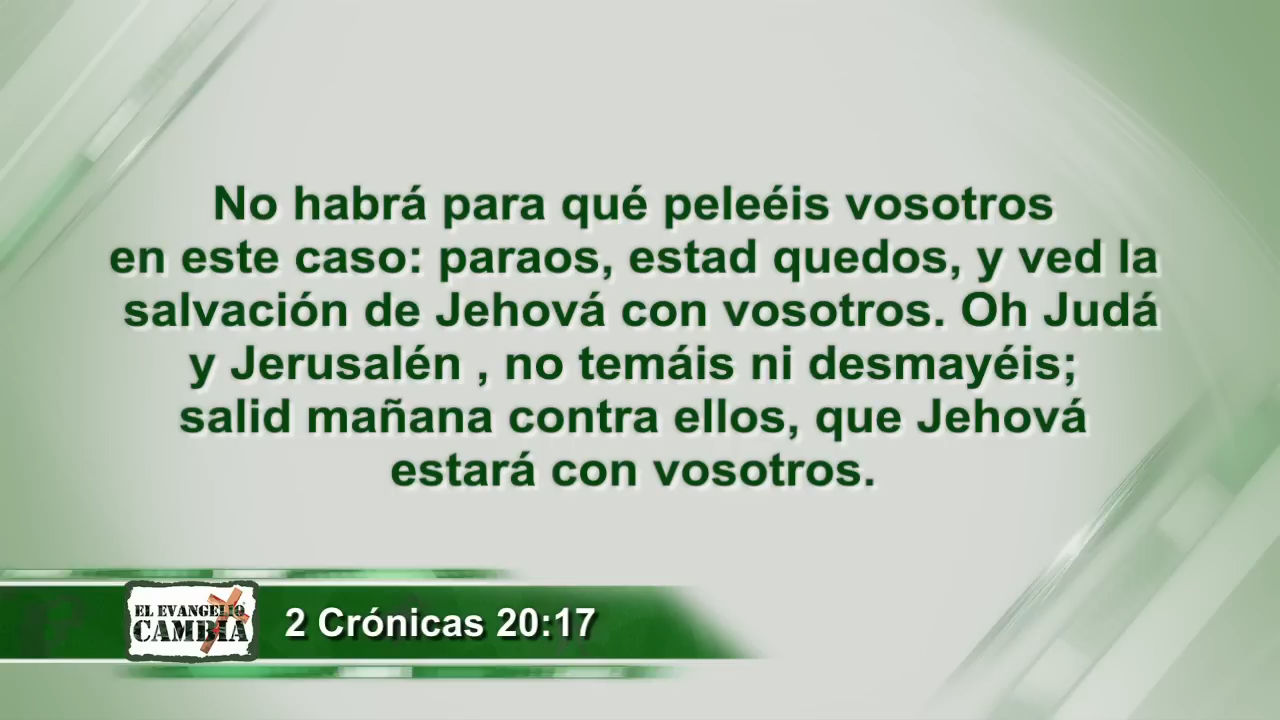 No habrá para qué peleéis vosotros
en este caso: paraos, estad quedos, y ved la
salvación de Jehová con vosotros. Oh Judá
y Jerusalén , no temáis ni desmayéis;
salid mañana contra ellos, que Jehová
estará con vosotros.
EL EVANGELIO
CAMBIA
2 Crónicas 20:17